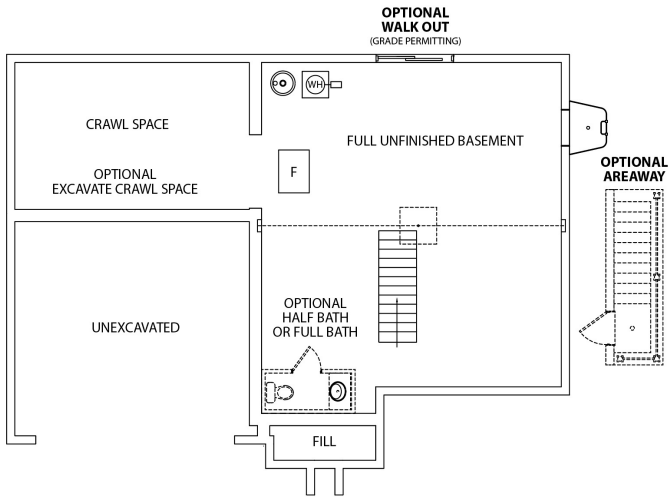 OPTIONAL
WALK OUT
(GRADE PERMITTING)
WH
CRAWL SPACE
FULL UNFINISHED BASEMENT
OPTIONAL
EXCAVATE CRAWL SPACE
F
OPTIONAL
AREAWAY
UNEXCAVATED
OPTIONAL
HALF BATH
OR FULL BATH
FILL